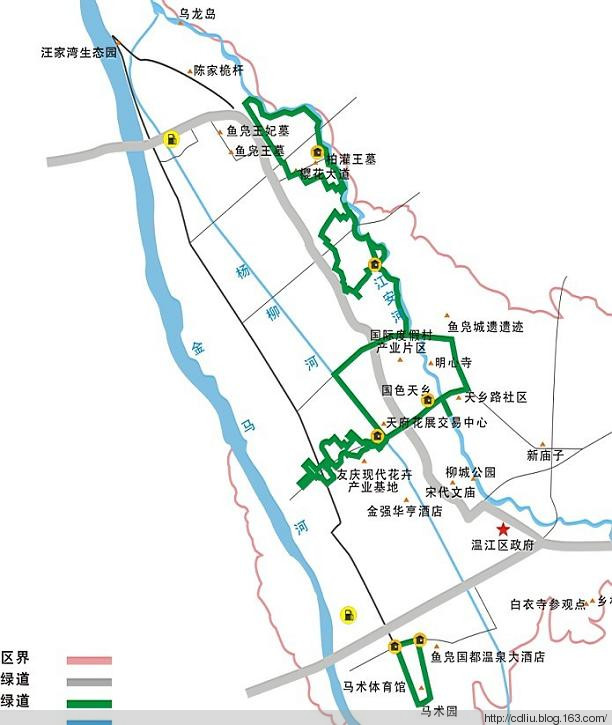 乌龙岛
汪家湾生态园
陈家桅杆
鱼凫王妃墓
鱼凫王墓
柏灌王墓
樱花大道
杨
柳
河
江
安
河
金
马
河
国际度假村
产业片区
鱼凫城遗遗迹
明心寺
国色天乡
天乡路社区
天府花展交易中心
新庙子
友庆现代花卉
产业基地
柳城公园
宋代文庙
金强华亨酒店
温江区政府
白衣寺参观点
区界
绿道
绿道
鱼凫国都温泉大酒店
马术体育馆
马术园
http://cdliu.blog.163.com/